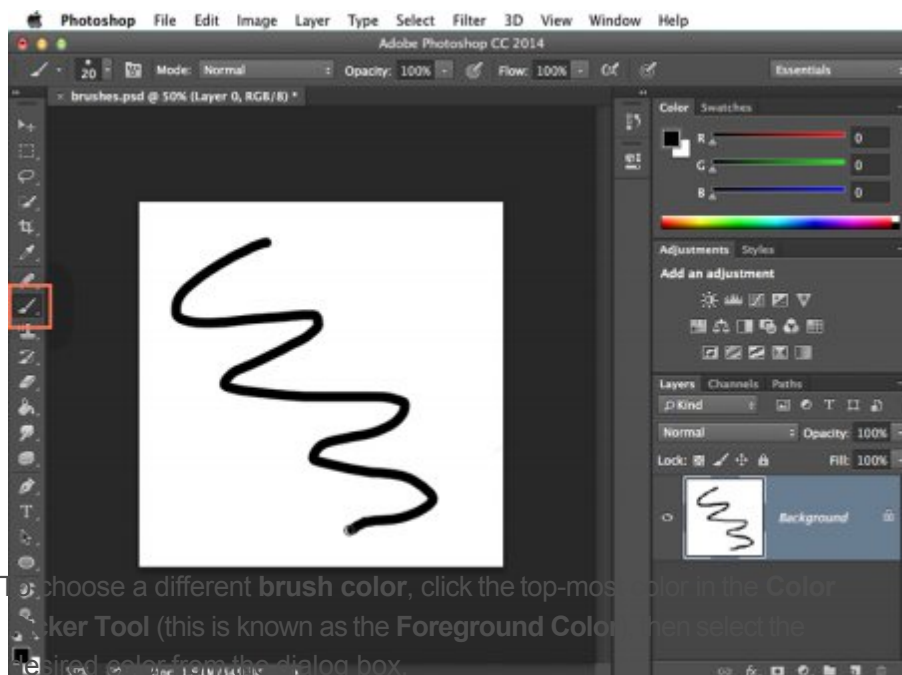 Photoshop File Edit Image Layer Type Select Filter 3D View Window Help
Adobe Photoshop CC 2014
20 Mode: Normal Opacity: 100% Flow: 100% Essentials
× brushes.psd @ 50% (Layer 0, RGB/8) *
Color Swatches
R 0
G 0
B 0
Adjustments Styles
Add an adjustment
Layers Channels Paths
Kind
Normal Opacity: 100%
Lock: Fill: 100%
Background
choose a different brush color, click the top-most color in the Color
Tool (this is known as the Foreground Color then select the
desired color from the dialog box.